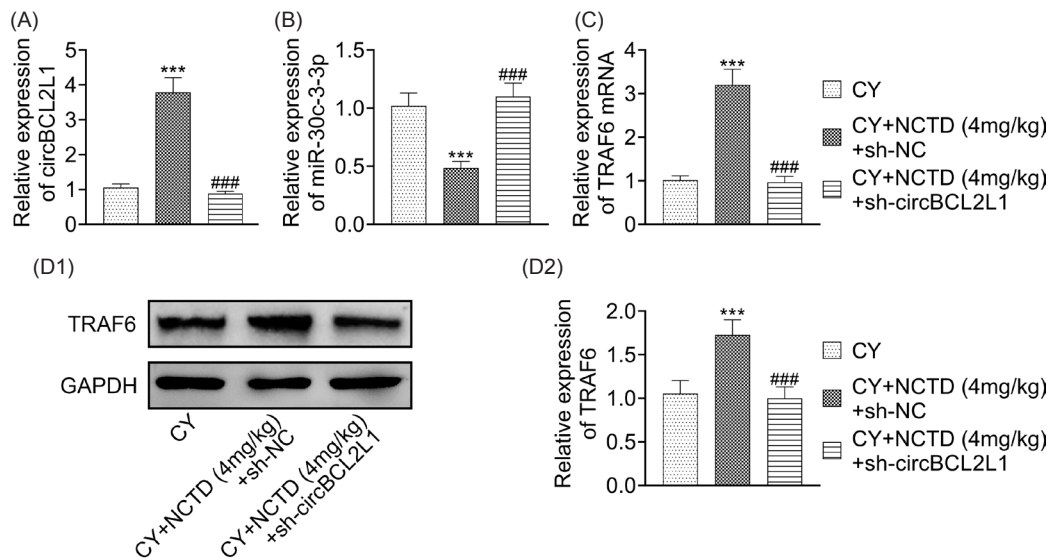 (A)
Relative expression
of circBCL2L1
5
4
3
2
1
0
***
###
(B)
Relative expression
of miR-30c-3-3p
1.5
1.0
0.5
0.0
***
###
(C)
Relative expression
of TRAF6 mRNA
4
3
2
1
0
***
###
CY
CY+NCTD (4mg/kg)
+sh-NC
CY+NCTD (4mg/kg)
+sh-circBCL2L1
(D1)
TRAF6
GAPDH
CY
CY+NCTD (4mg/kg)
+sh-NC
CY+NCTD (4mg/kg)
+sh-circBCL2L1
(D2)
Relative expression
of TRAF6
2.0
1.5
1.0
0.5
0.0
***
###
CY
CY+NCTD (4mg/kg)
+sh-NC
CY+NCTD (4mg/kg)
+sh-circBCL2L1